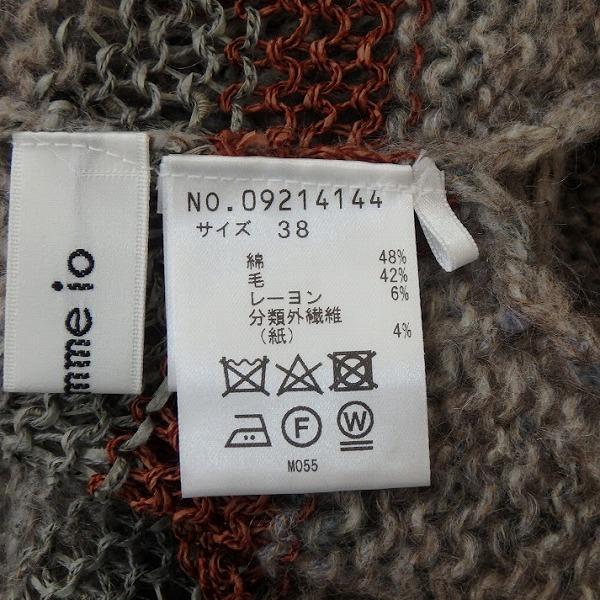 mme io
NO.09214144
サイズ 38
綿 48%
毛 42%
レーヨン 6%
分類外繊維
(紙) 4%
F W
M055